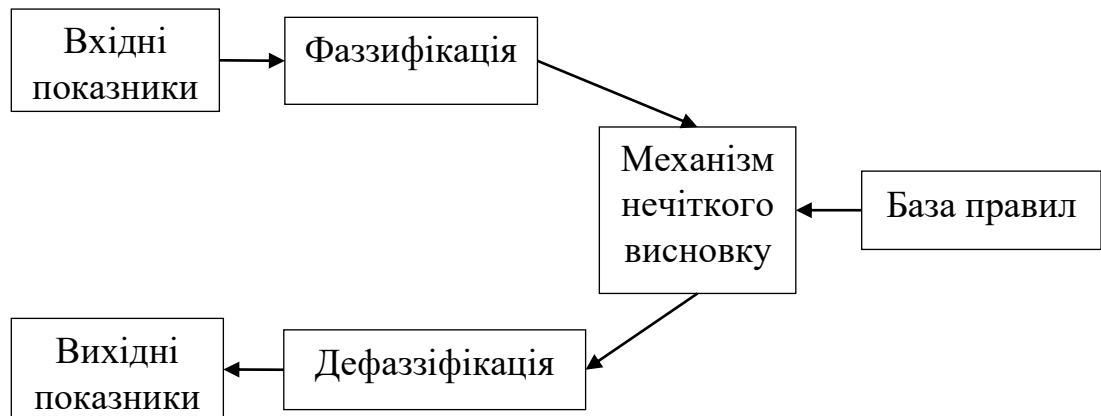 Вхідні
показники
Фаззифікація
Механізм
нечіткого
висновку
База правил
Дефаззіфікація
Вихідні
показники